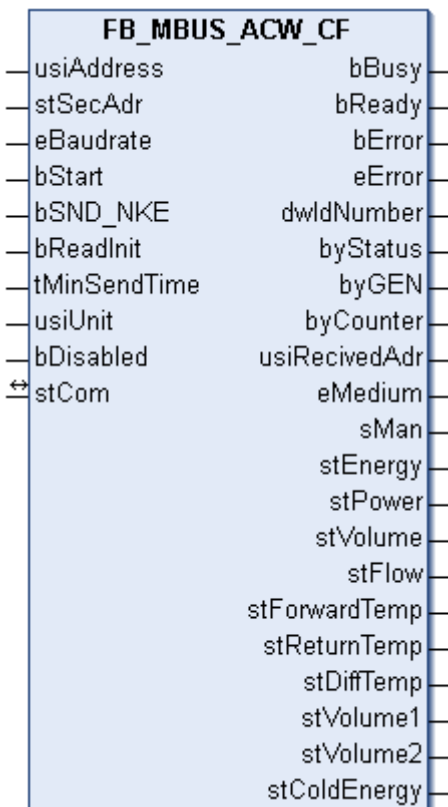 FB_MBUS_ACW_CF
usiAddress bBusy
stSecAdr bReady
eBaudrate bError
bStart eError
bSND_NKE dwIdNumber
bReadInit byStatus
tMinSendTime byGEN
usiUnit byCounter
bDisabled usiRecivedAdr
stCom eMedium
sMan
stEnergy
stPower
stVolume
stFlow
stForwardTemp
stReturnTemp
stDiffTemp
stVolume1
stVolume2
stColdEnergy